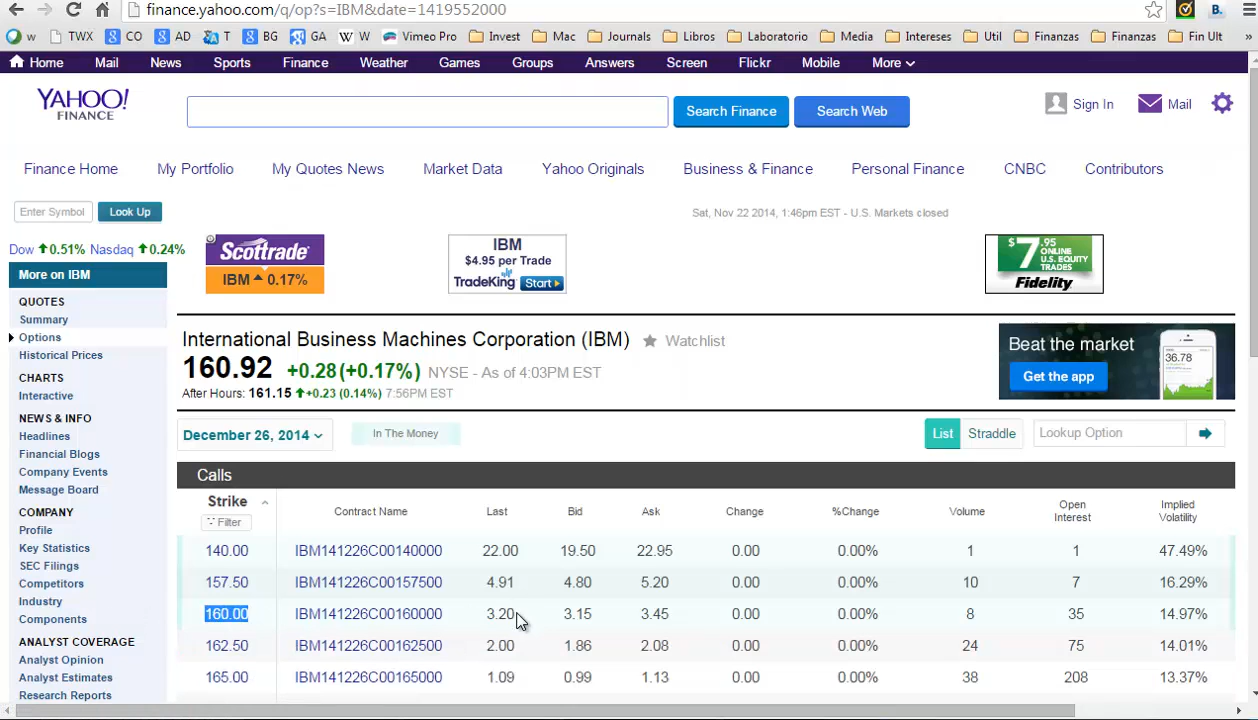 finance.yahoo.com/q/op?s=IBM&date=1419552000
w TWX CO AD T BG GA W W Vimeo Pro Invest Mac Journals Libros Laboratorio Media Intereses Util Finanzas Finanzas Fin Ult »
Home Mail News Sports Finance Weather Games Groups Answers Screen Flickr Mobile More
YAHOO!
FINANCE
Search Finance Search Web Sign In Mail
Finance Home My Portfolio My Quotes News Market Data Yahoo Originals Business & Finance Personal Finance CNBC Contributors
Enter Symbol Look Up Sat, Nov 22 2014, 1:46pm EST - U.S. Markets closed
Dow 0.51% Nasdaq 0.24%
Scottrade
IBM 0.17%
IBM
$4.95 per Trade
TradeKing Start
$7.95 ONLINE
U.S. EQUITY
TRADES
Fidelity
More on IBM
QUOTES
Summary
Options
Historical Prices
CHARTS
Interactive
NEWS & INFO
Headlines
Financial Blogs
Company Events
Message Board
COMPANY
Profile
Key Statistics
SEC Filings
Competitors
Industry
Components
ANALYST COVERAGE
Analyst Opinion
Analyst Estimates
Research Reports
International Business Machines Corporation (IBM) Watchlist
160.92 +0.28 (+0.17%) NYSE - As of 4:03PM EST
After Hours: 161.15 +0.23 (0.14%) 7:56PM EST
Beat the market
Get the app
36.78
December 26, 2014 In The Money List Straddle Lookup Option
Calls
Strike Contract Name Last Bid Ask Change %Change Volume Open Interest Implied Volatility
Filter
140.00 IBM141226C00140000 22.00 19.50 22.95 0.00 0.00% 1 1 47.49%
157.50 IBM141226C00157500 4.91 4.80 5.20 0.00 0.00% 10 7 16.29%
160.00 IBM141226C00160000 3.20 3.15 3.45 0.00 0.00% 8 35 14.97%
162.50 IBM141226C00162500 2.00 1.86 2.08 0.00 0.00% 24 75 14.01%
165.00 IBM141226C00165000 1.09 0.99 1.13 0.00 0.00% 38 208 13.37%